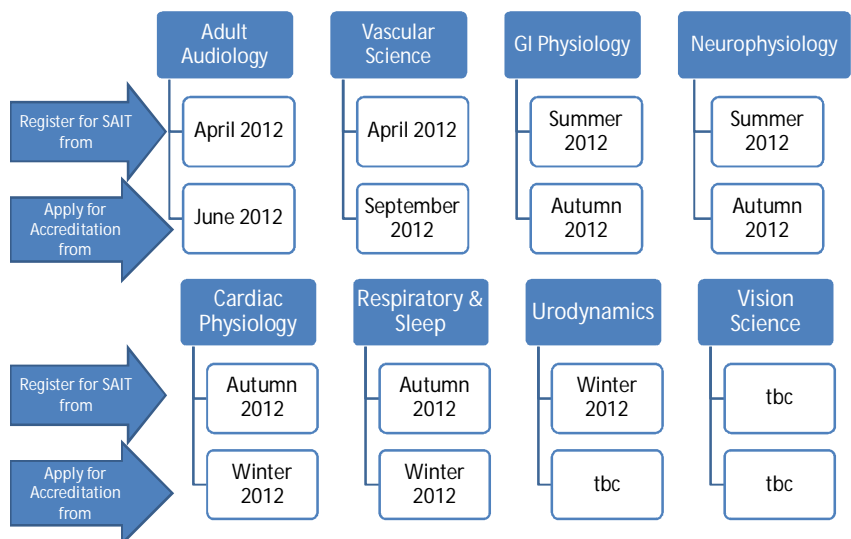 Adult
Audiology
Vascular
Science
GI Physiology
Neurophysiology
Register for SAIT
from
April 2012
April 2012
Summer
2012
Summer
2012
Apply for
Accreditation
from
June 2012
September
2012
Autumn
2012
Autumn
2012
Cardiac
Physiology
Respiratory &
Sleep
Urodynamics
Vision
Science
Register for SAIT
from
Autumn
2012
Autumn
2012
Winter
2012
tbc
Apply for
Accreditation
from
Winter
2012
Winter
2012
tbc
tbc